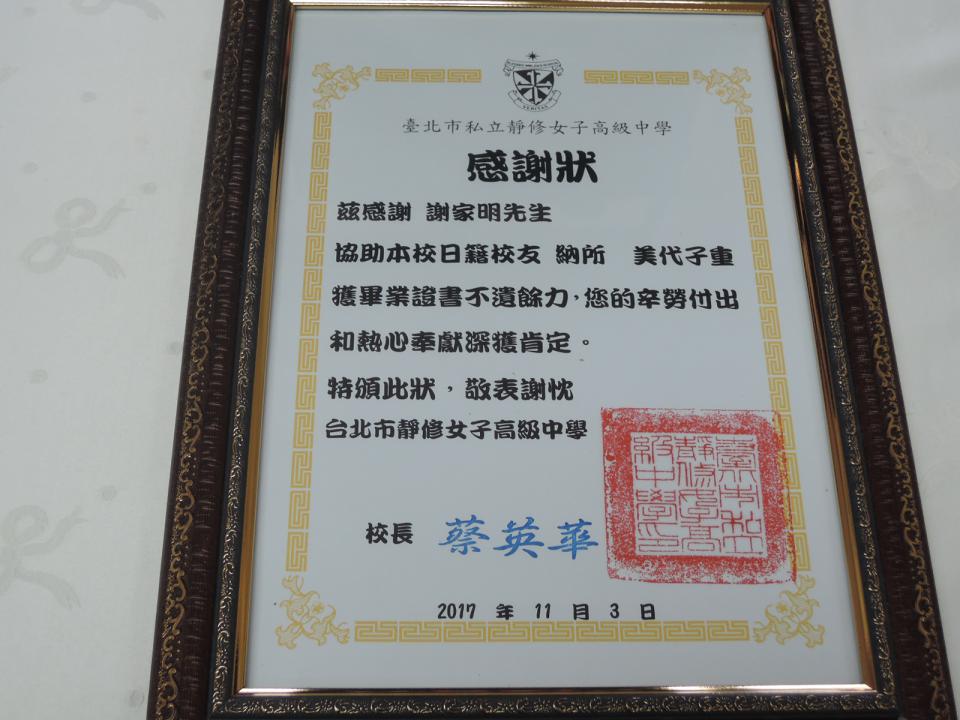 VERITAS
臺北市私立靜修女子高級中學
感謝狀
茲感謝 謝家明先生
協助本校日籍校友 納所 美代子重
獲畢業證書不遺餘力,您的辛勞付出
和熱心奉獻深獲肯定。
特頒此狀,敬表謝忱
台北市靜修女子高級中學
校長 蔡英華
2017 年 11 月 3 日